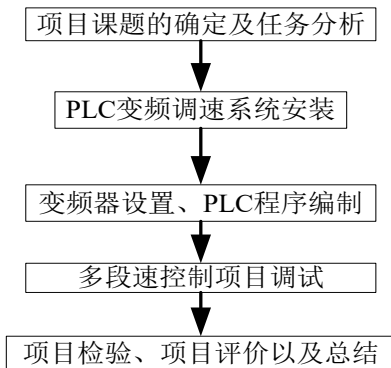 项目课题的确定及任务分析
PLC变频调速系统安装
变频器设置、PLC程序编制
多段速控制项目调试
项目检验、项目评价以及总结